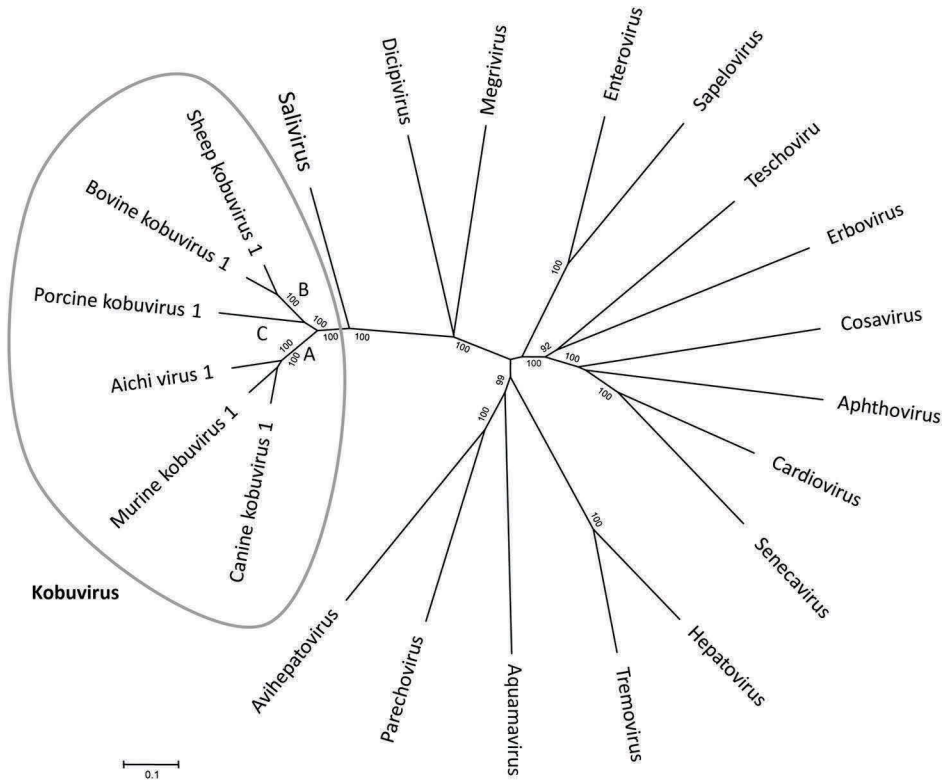 Dicipivirus
Megrivirus
Enterovirus
Sapelovirus
Teschoviru
Erbovirus
Cosavirus
Aphthovirus
Cardiovirus
Senecavirus
Hepatovirus
Tremovirus
Aquamavirus
Parechovirus
Avihepatovirus
Salivirus
Sheep kobuvirus 1
Bovine kobuvirus 1
Porcine kobuvirus 1
Aichi virus 1
Murine kobuvirus 1
Canine kobuvirus 1
Kobuvirus
B
C
A
100
100
100
100
100
100
100
100
100
92
100
100
99
100
100
0.1